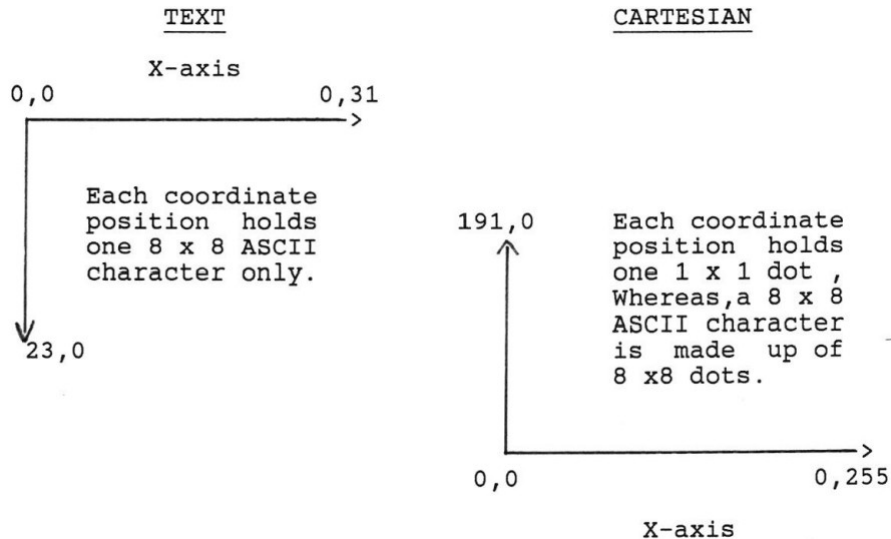 TEXT
X-axis
0,0 0,31
Each coordinate
position holds
one 8 x 8 ASCII
character only.
23,0
CARTESIAN
191,0
Each coordinate
position holds
one 1 x 1 dot ,
Whereas,a 8 x 8
ASCII character
is made up of
8 x8 dots.
0,0 0,255
X-axis